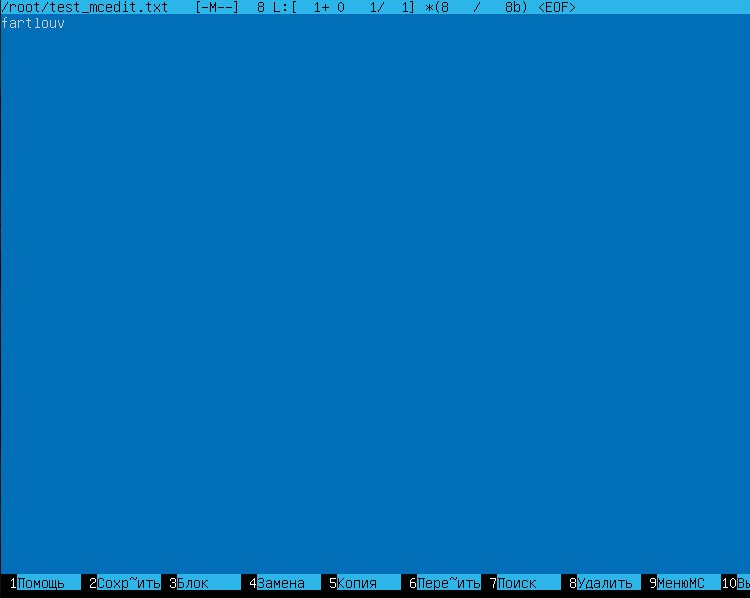 /root/test_mcedit.txt [-M--] 8 L:[ 1+ 0 1/ 1] *(8 / 8b) <EOF>
fartlouv
1Помощь 2Сохр~ить 3Блок 4Замена 5Копия 6Пере~ить 7Поиск 8Удалить 9МенюMC 10Вы